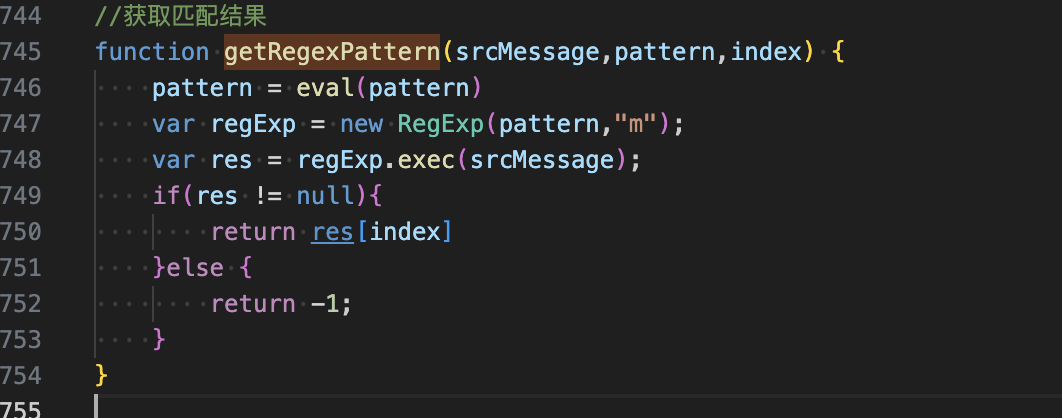 744 //获取匹配结果
745 function getRegexPattern(srcMessage,pattern,index) {
746 pattern = eval(pattern)
747 var regExp = new RegExp(pattern,"m");
748 var res = regExp.exec(srcMessage);
749 if(res != null){
750 return res[index]
751 }else {
752 return -1;
753 }
754 }
755